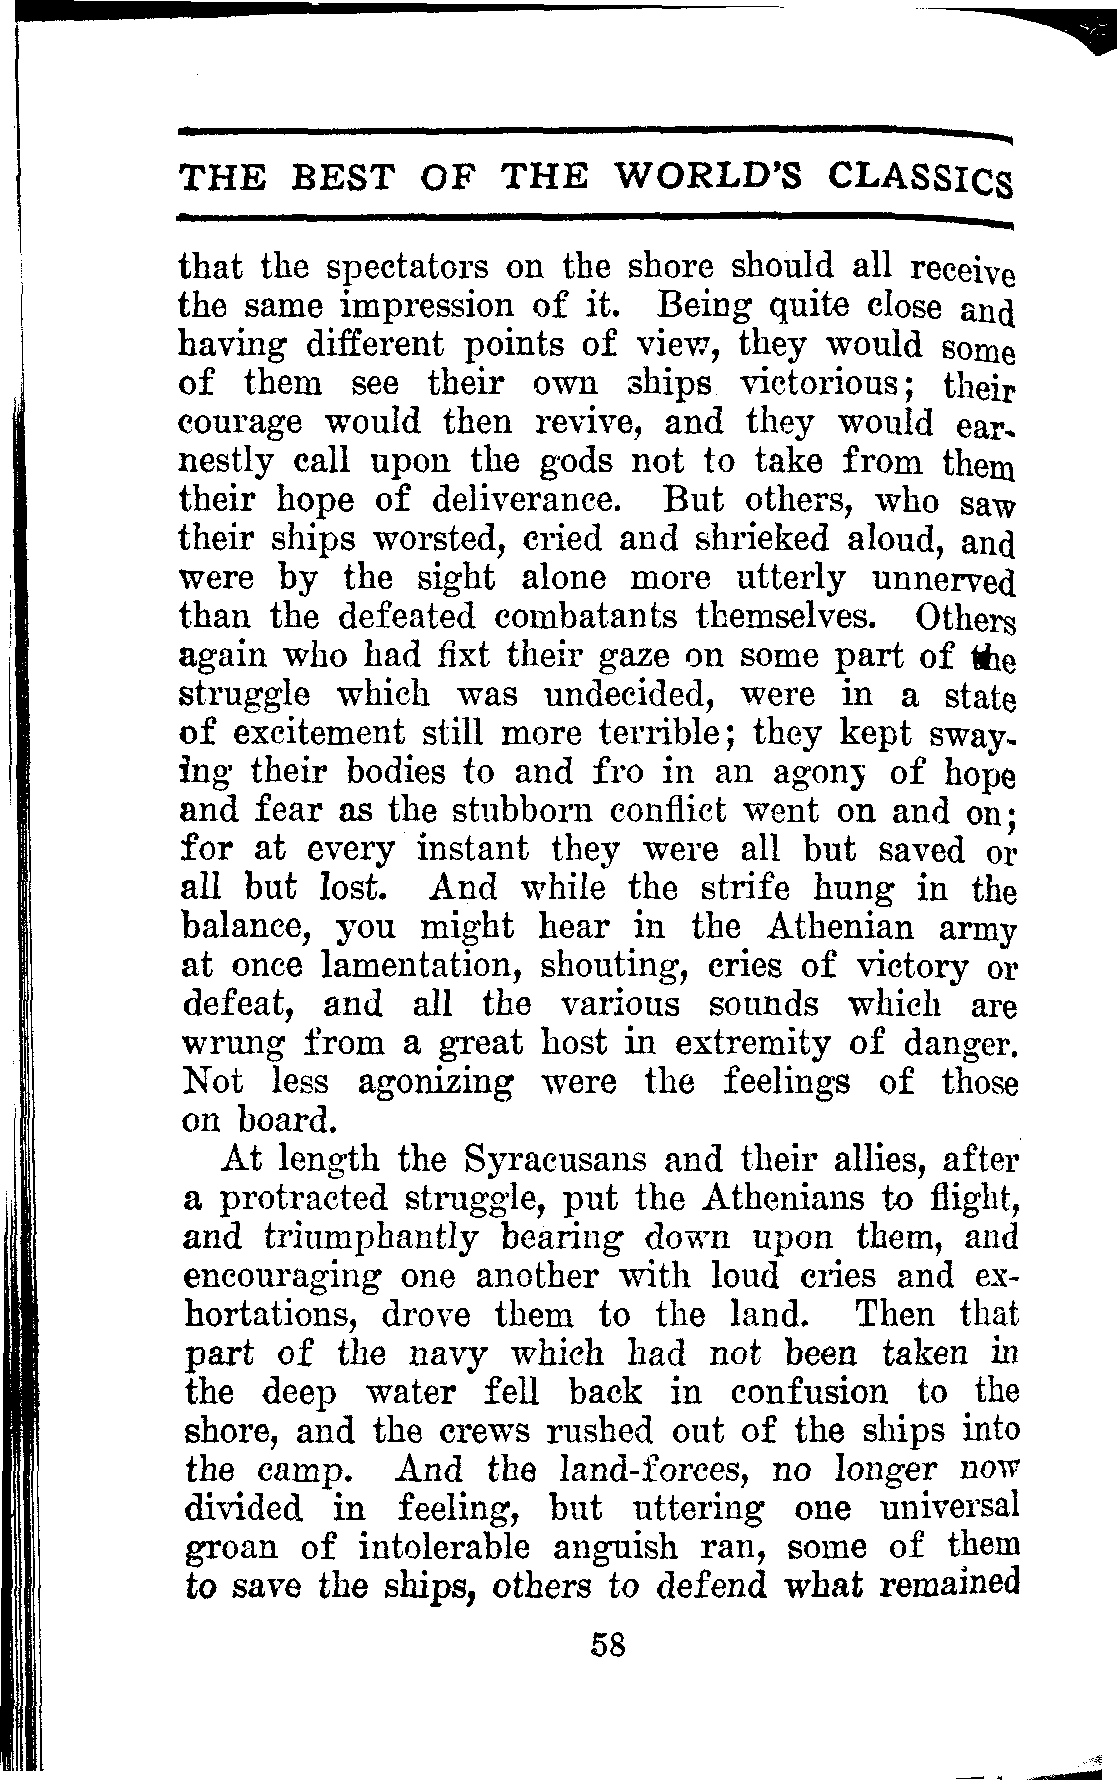 THE BEST OF THE WORLD'S CLASSICS
that the spectators on the shore should all receive
the same impression of it. Being quite close and
having different points of view, they would some
of them see their own ships victorious; their
courage would then revive, and they would ear-
nestly call upon the gods not to take from them
their hope of deliverance. But others, who saw
their ships worsted, cried and shrieked aloud, and
were by the sight alone more utterly unnerved
than the defeated combatants themselves. Others
again who had fixt their gaze on some part of the
struggle which was undecided, were in a state
of excitement still more terrible; they kept sway-
ing their bodies to and fro in an agony of hope
and fear as the stubborn conflict went on and on;
for at every instant they were all but saved or
all but lost. And while the strife hung in the
balance, you might hear in the Athenian army
at once lamentation, shouting, cries of victory or
defeat, and all the various sounds which are
wrung from a great host in extremity of danger.
Not less agonizing were the feelings of those
on board.
At length the Syracusans and their allies, after
a protracted struggle, put the Athenians to flight,
and triumphantly bearing down upon them, and
encouraging one another with loud cries and ex-
hortations, drove them to the land. Then that
part of the navy which had not been taken in
the deep water fell back in confusion to the
shore, and the crews rushed out of the ships into
the camp. And the land-forces, no longer now
divided in feeling, but uttering one universal
groan of intolerable anguish ran, some of them
to save the ships, others to defend what remained
58